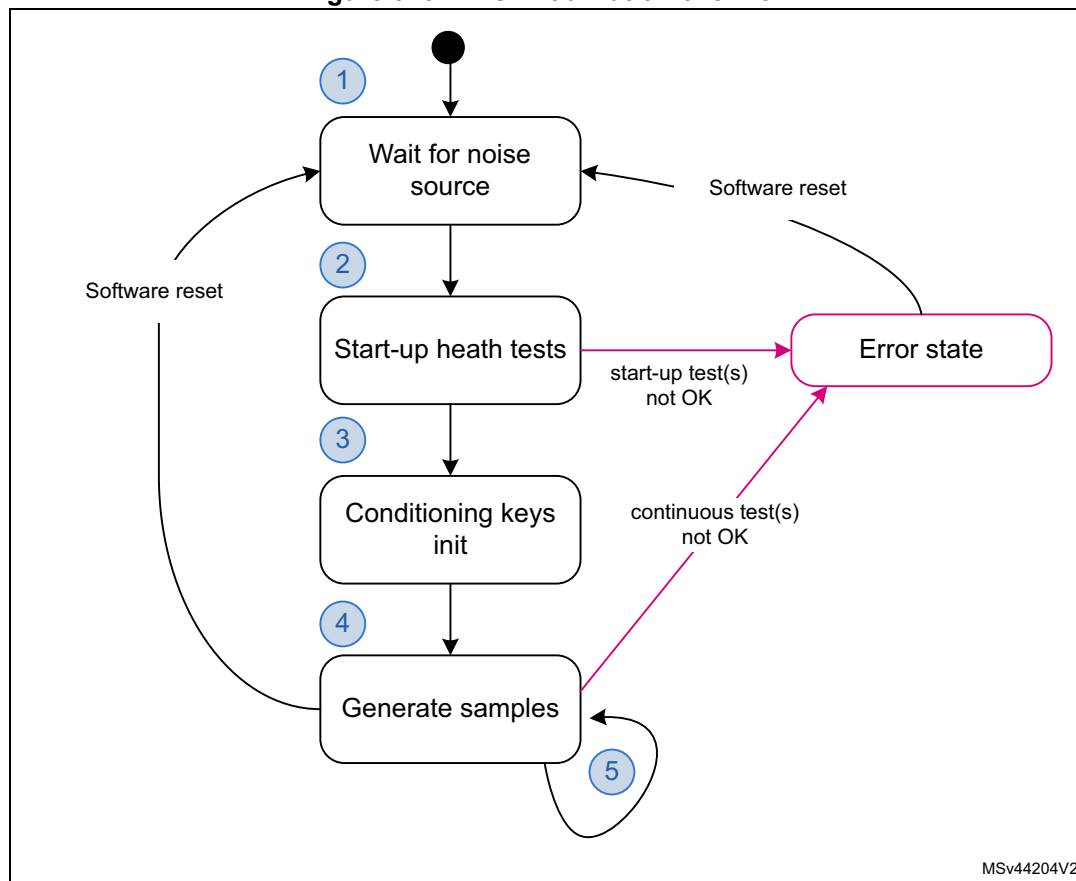 1
Wait for noise
source
Software reset
2
Software reset
Start-up heath tests
start-up test(s)
not OK
Error state
3
Conditioning keys
init
continuous test(s)
not OK
4
Generate samples
5
MSv44204V2